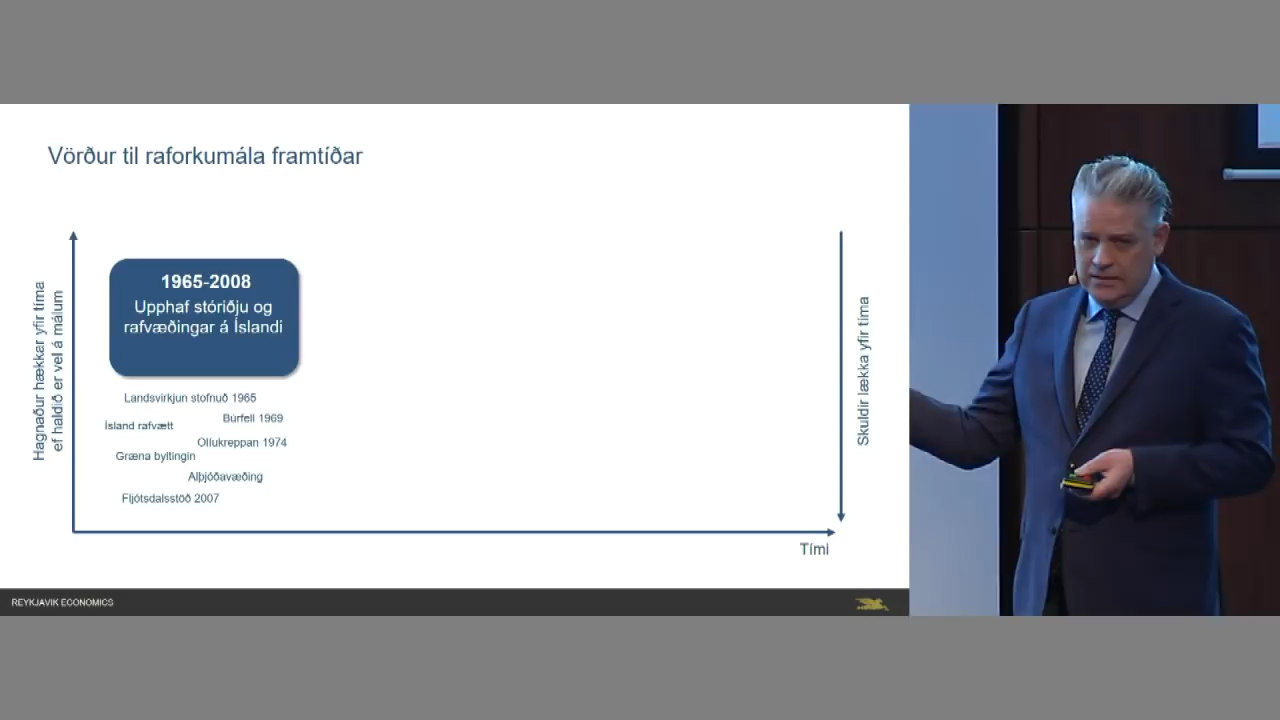 Vörður til raforkumála framtíðar
Hagnaður hækkar yfir tíma
ef haldið er vel á málum
1965-2008
Upphaf stóriðju og
rafvæðingar á Íslandi
Landsvirkjun stofnuð 1965
Búrfell 1969
Ísland rafvætt
Olíukreppan 1974
Græna byltingin
Alþjóðavæðing
Fljótsdalsstöð 2007
Skuldir lækka yfir tíma
Tími
REYKJAVIK ECONOMICS